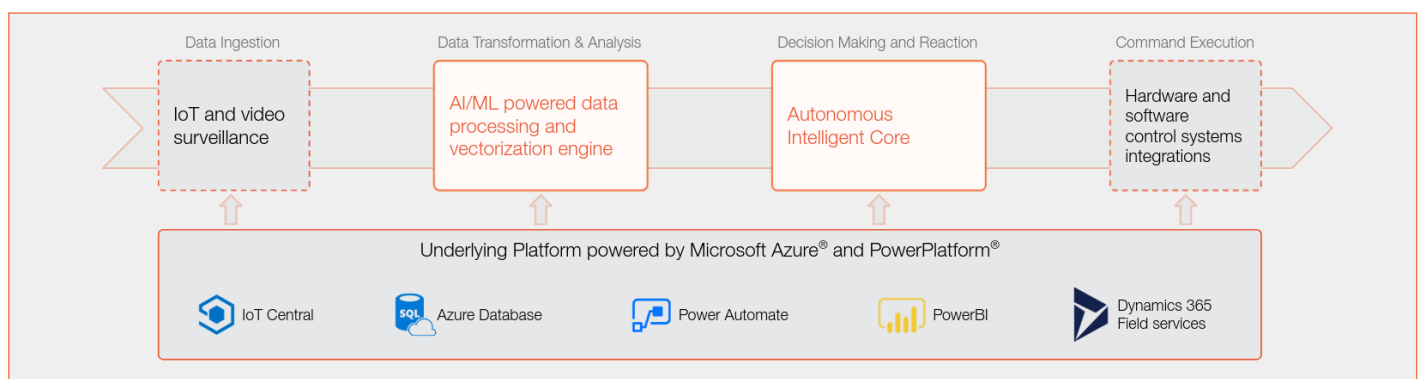 Data Ingestion
Data Transformation & Analysis
Decision Making and Reaction
Command Execution
IoT and video
surveillance
AI/ML powered data
processing and
vectorization engine
Autonomous
Intelligent Core
Hardware and
software
control systems
integrations
Underlying Platform powered by Microsoft Azure® and PowerPlatform®
IoT Central
SQL
Azure Database
Power Automate
PowerBI
Dynamics 365
Field services